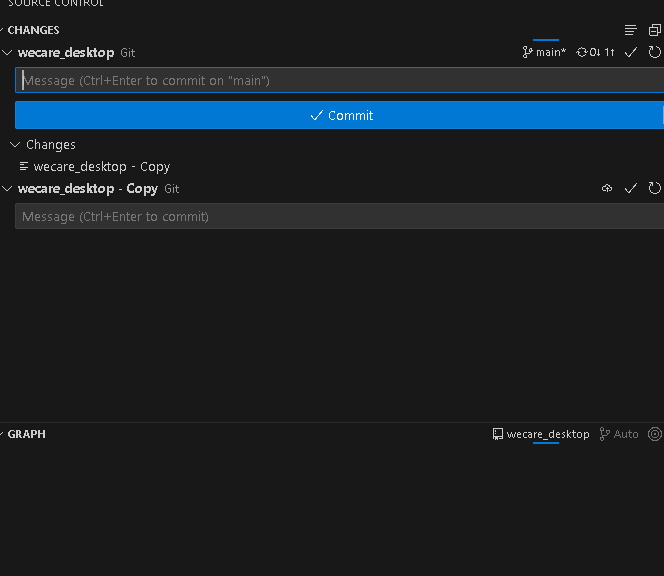 SOURCE CONTROL
CHANGES
wecare_desktop Git main* 0↓ 1↑
Message (Ctrl+Enter to commit on "main")
Commit
Changes
wecare_desktop - Copy
wecare_desktop - Copy Git
Message (Ctrl+Enter to commit)
GRAPH wecare_desktop Auto